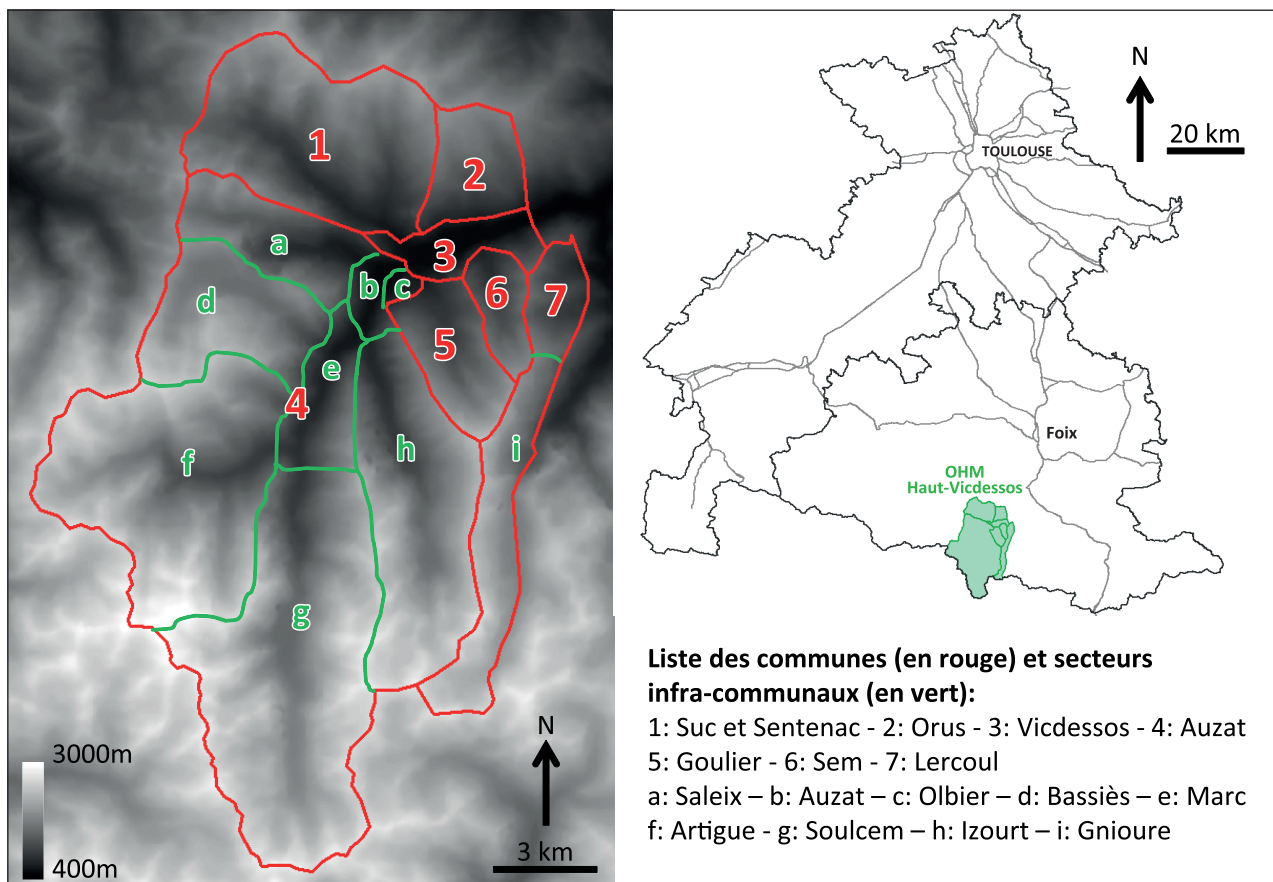 1
2
3
4
5
6
7
a
b
c
d
e
f
g
h
i
3000m
400m
N
3 km
N
20 km
TOULOUSE
Foix
OHM
Haut-Vicdessos
Liste des communes (en rouge) et secteurs
infra-communaux (en vert):
1: Suc et Sentenac - 2: Orus - 3: Vicdessos - 4: Auzat
5: Goulier - 6: Sem - 7: Lercoul
a: Saleix – b: Auzat – c: Olbier – d: Bassiès – e: Marc
f: Artigue - g: Soulcem – h: Izourt – i: Gnioure